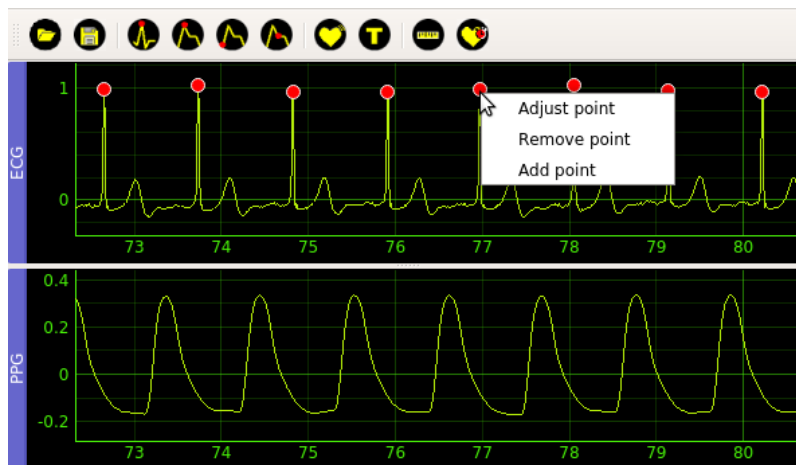 T
ECG
1
0
Adjust point
Remove point
Add point
73 74 75 76 77 78 79 80
PPG
0.4
0.2
0
-0.2
73 74 75 76 77 78 79 80